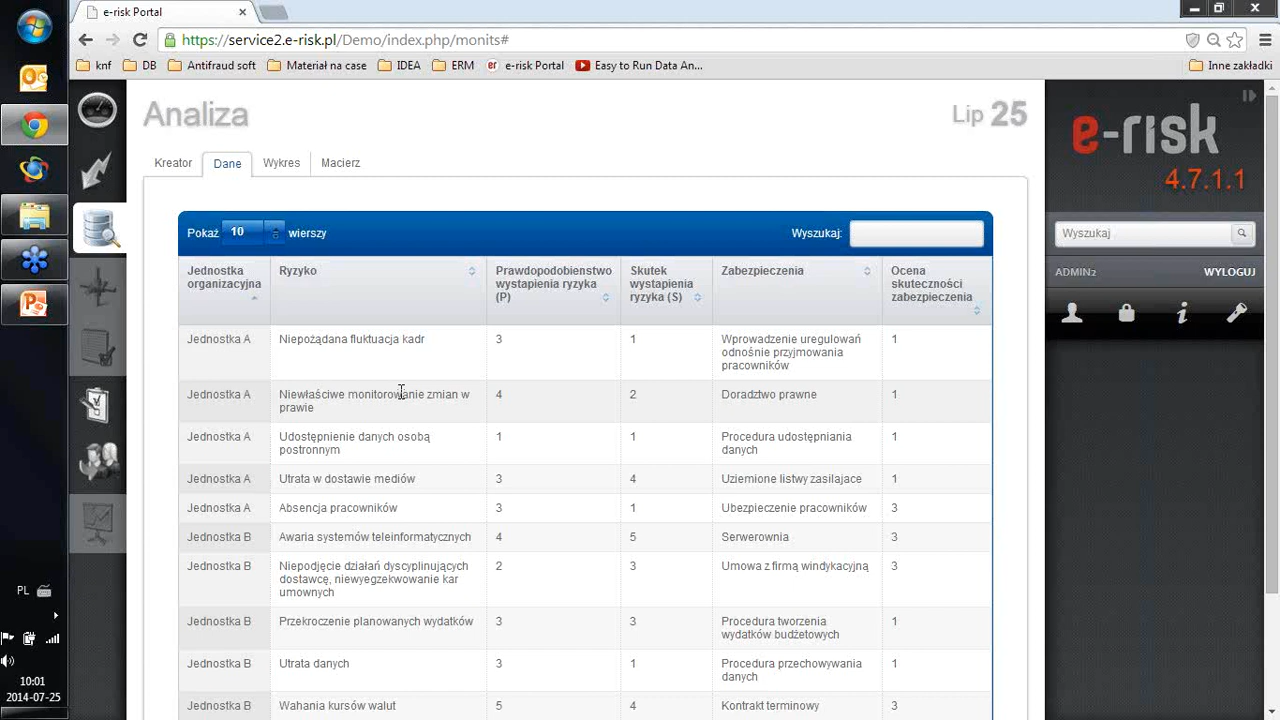 e-risk Portal
https://service2.e-risk.pl/Demo/index.php/monits#
knf DB Antifraud soft Materiał na case IDEA ERM er e-risk Portal Easy to Run Data An... Inne zakładki
Analiza
Lip 25
Kreator Dane Wykres Macierz
Pokaż 10 wierszy
Wyszukaj:
Jednostka organizacyjna
Ryzyko
Prawdopodobienstwo wystapienia ryzyka (P)
Skutek wystapienia ryzyka (S)
Zabezpieczenia
Ocena skuteczności zabezpieczenia
Jednostka A Niepożądana fluktuacja kadr 3 1 Wprowadzenie uregulowań odnośnie przyjmowania pracowników 1
Jednostka A Niewłaściwe monitorowanie zmian w prawie 4 2 Doradztwo prawne 1
Jednostka A Udostępnienie danych osobą postronnym 1 1 Procedura udostępniania danych 1
Jednostka A Utrata w dostawie mediów 3 4 Uziemione listwy zasilajace 1
Jednostka A Absencja pracowników 3 1 Ubezpieczenie pracowników 3
Jednostka B Awaria systemów teleinformatycznych 4 5 Serwerownia 3
Jednostka B Niepodjęcie działań dyscyplinujących dostawcę, niewyegzekwowanie kar umownych 2 3 Umowa z firmą windykacyjną 3
Jednostka B Przekroczenie planowanych wydatków 3 3 Procedura tworzenia wydatków budżetowych 1
Jednostka B Utrata danych 3 1 Procedura przechowywania danych 1
Jednostka B Wahania kursów walut 5 4 Kontrakt terminowy 3
e-risk
4.7.1.1
Wyszukaj
ADMIN2 WYLOGUJ
PL
10:01
2014-07-25